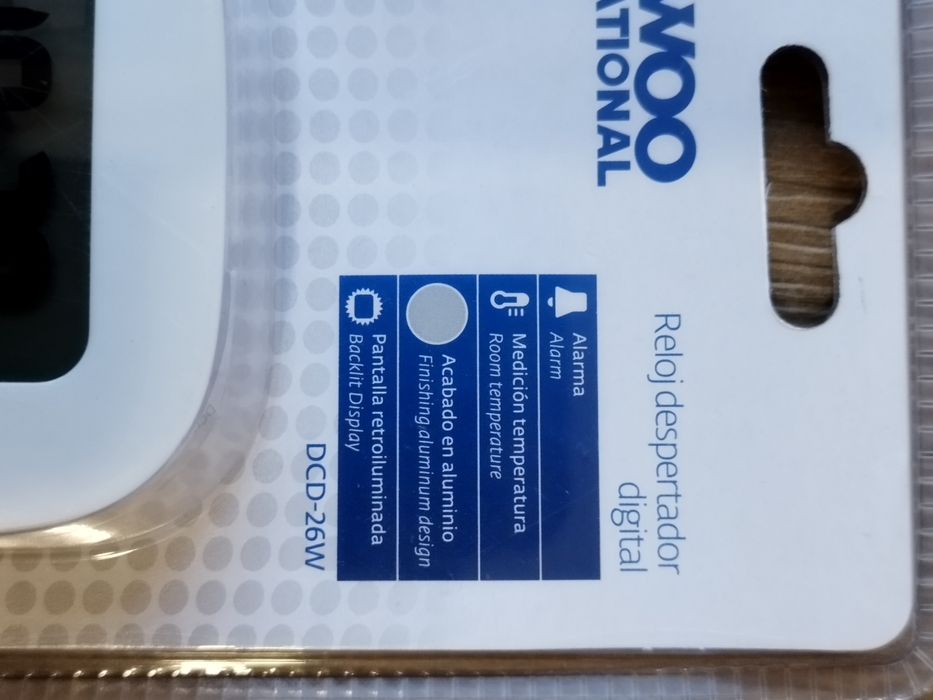 WOO
ATIONAL
Reloj despertador
digital
Alarma
Alarm
Medición temperatura
Room temperature
Acabado en aluminio
Finishing aluminum design
Pantalla retroiluminada
Backlit Display
DCD-26W